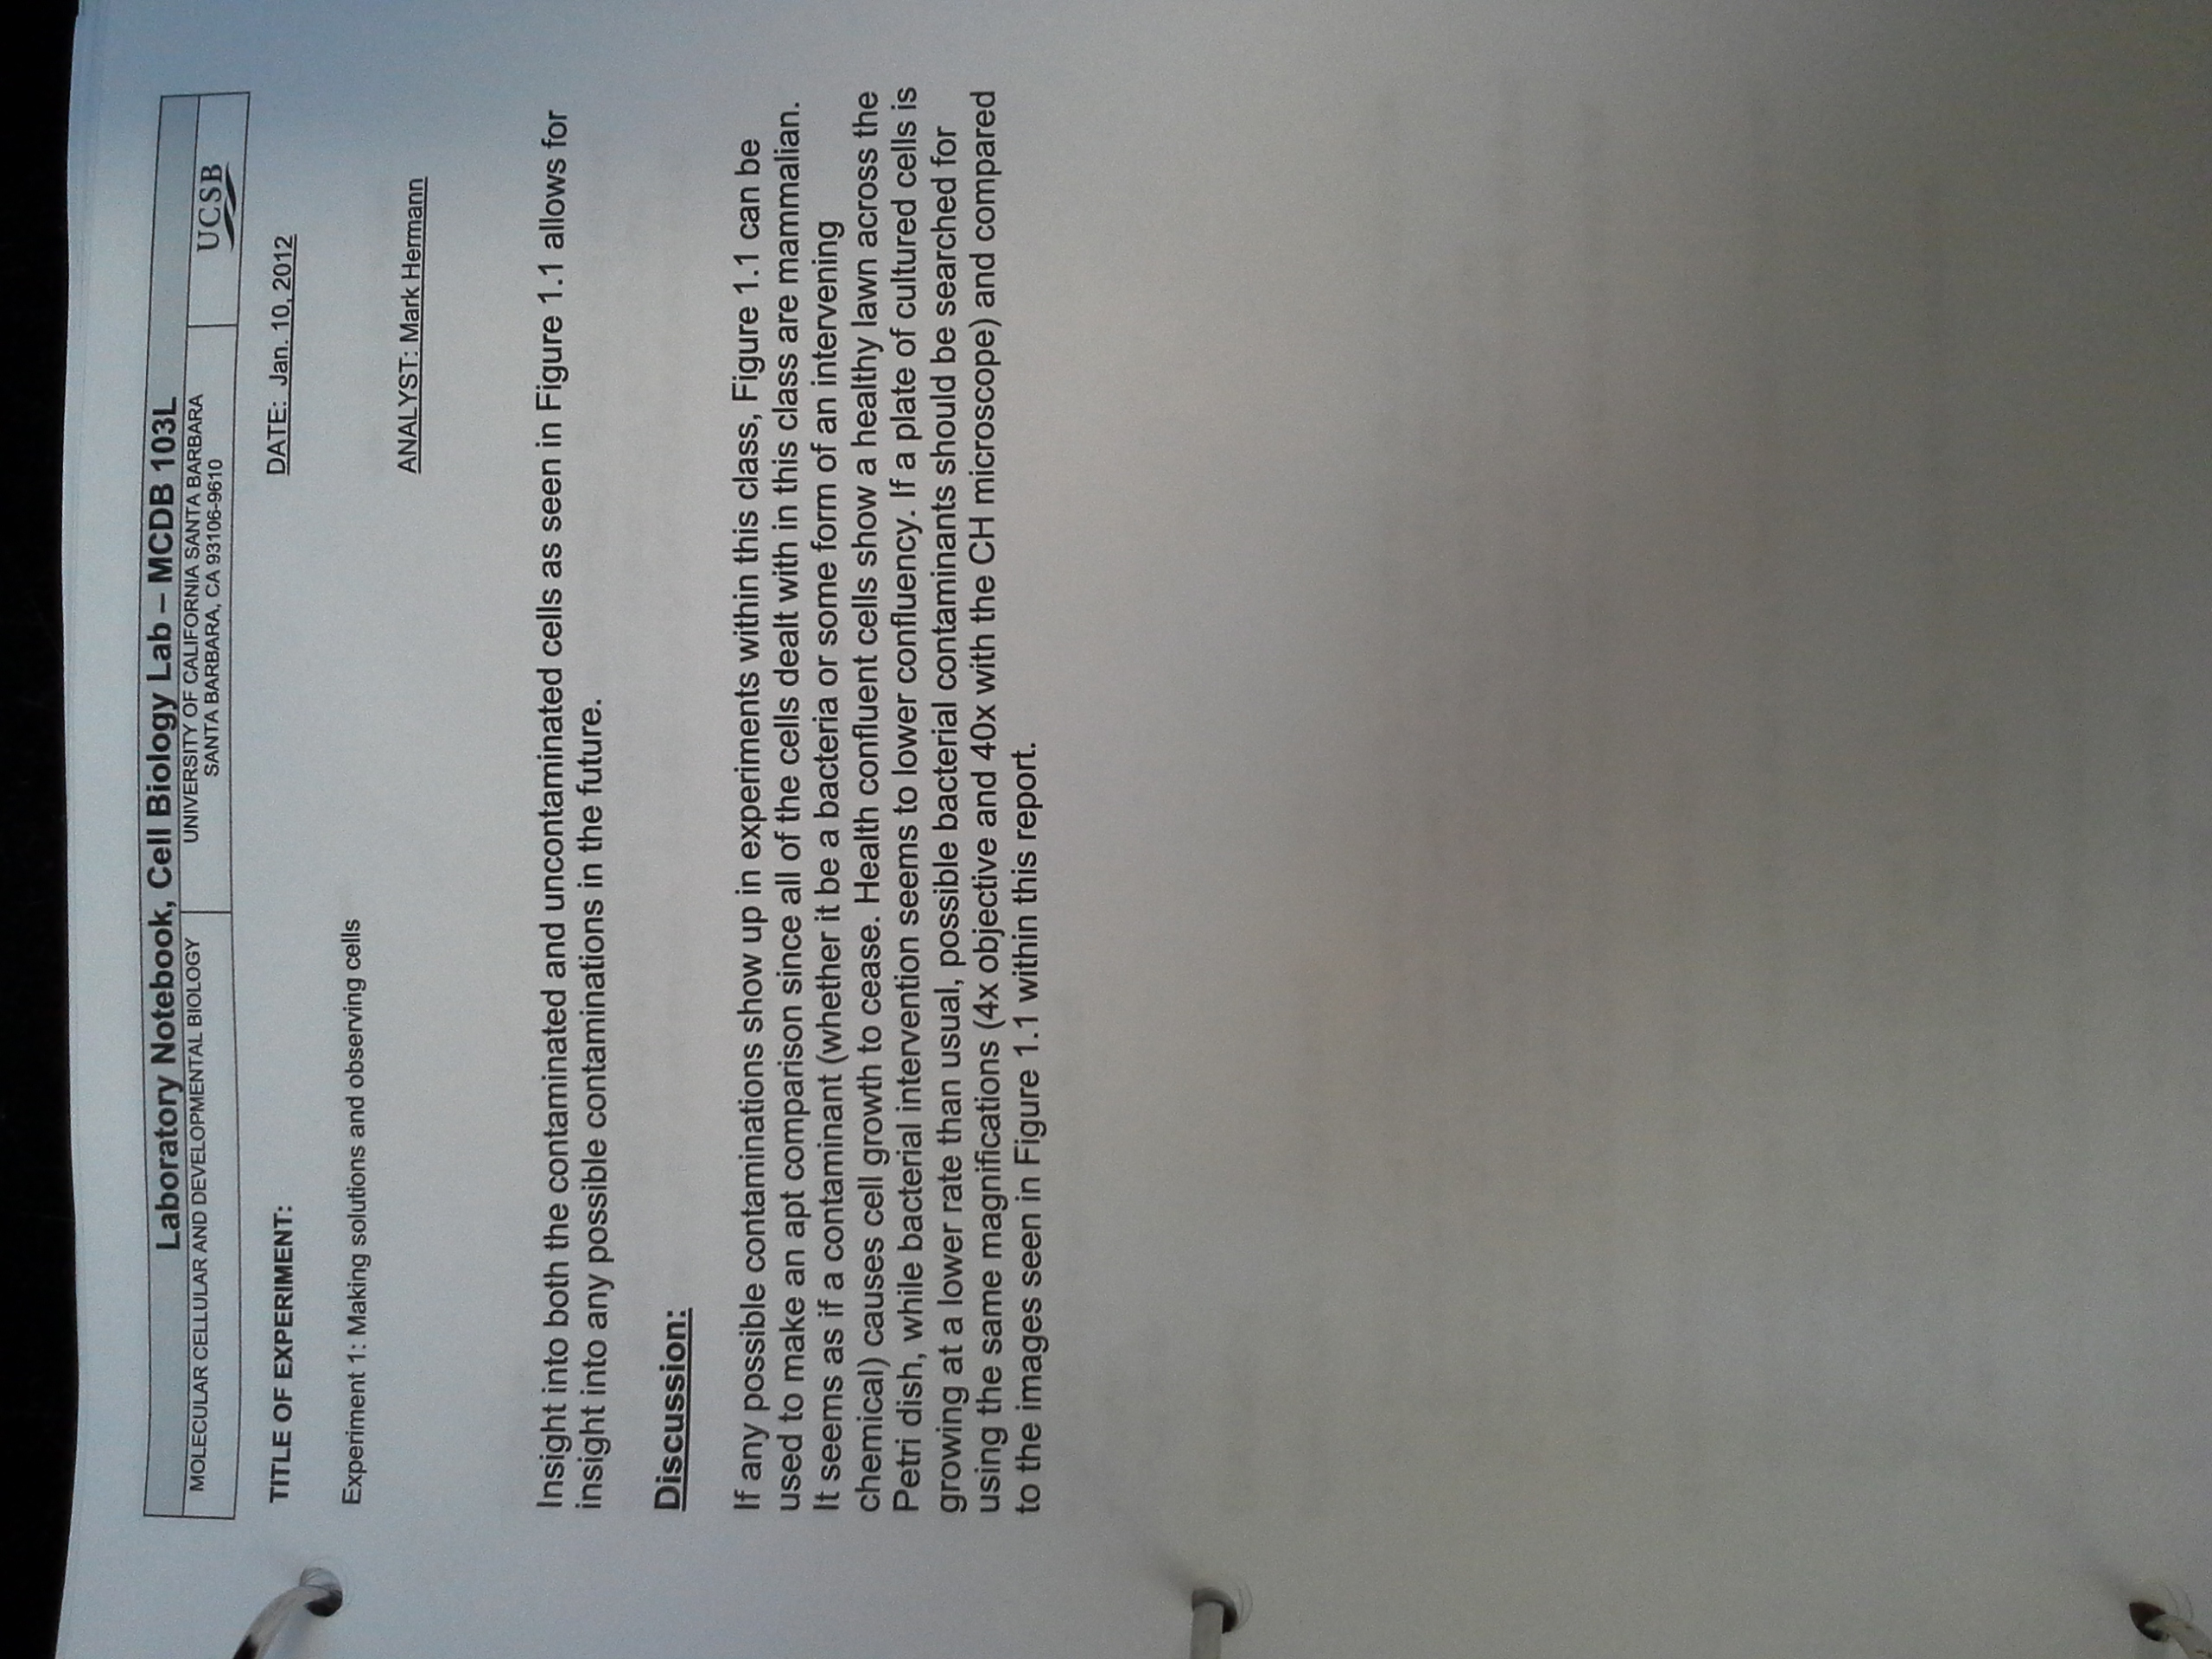 Laboratory Notebook, Cell Biology Lab – MCDB 103L
MOLECULAR CELLULAR AND DEVELOPMENTAL BIOLOGY
UNIVERSITY OF CALIFORNIA SANTA BARBARA
SANTA BARBARA, CA 93106-9610
UCSB
TITLE OF EXPERIMENT:
DATE: Jan. 10, 2012
Experiment 1: Making solutions and observing cells
ANALYST: Mark Hermann
Insight into both the contaminated and uncontaminated cells as seen in Figure 1.1 allows for
insight into any possible contaminations in the future.
Discussion:
If any possible contaminations show up in experiments within this class, Figure 1.1 can be
used to make an apt comparison since all of the cells dealt with in this class are mammalian.
It seems as if a contaminant (whether it be a bacteria or some form of an intervening
chemical) causes cell growth to cease. Health confluent cells show a healthy lawn across the
Petri dish, while bacterial intervention seems to lower confluency. If a plate of cultured cells is
growing at a lower rate than usual, possible bacterial contaminants should be searched for
using the same magnifications (4x objective and 40x with the CH microscope) and compared
to the images seen in Figure 1.1 within this report.